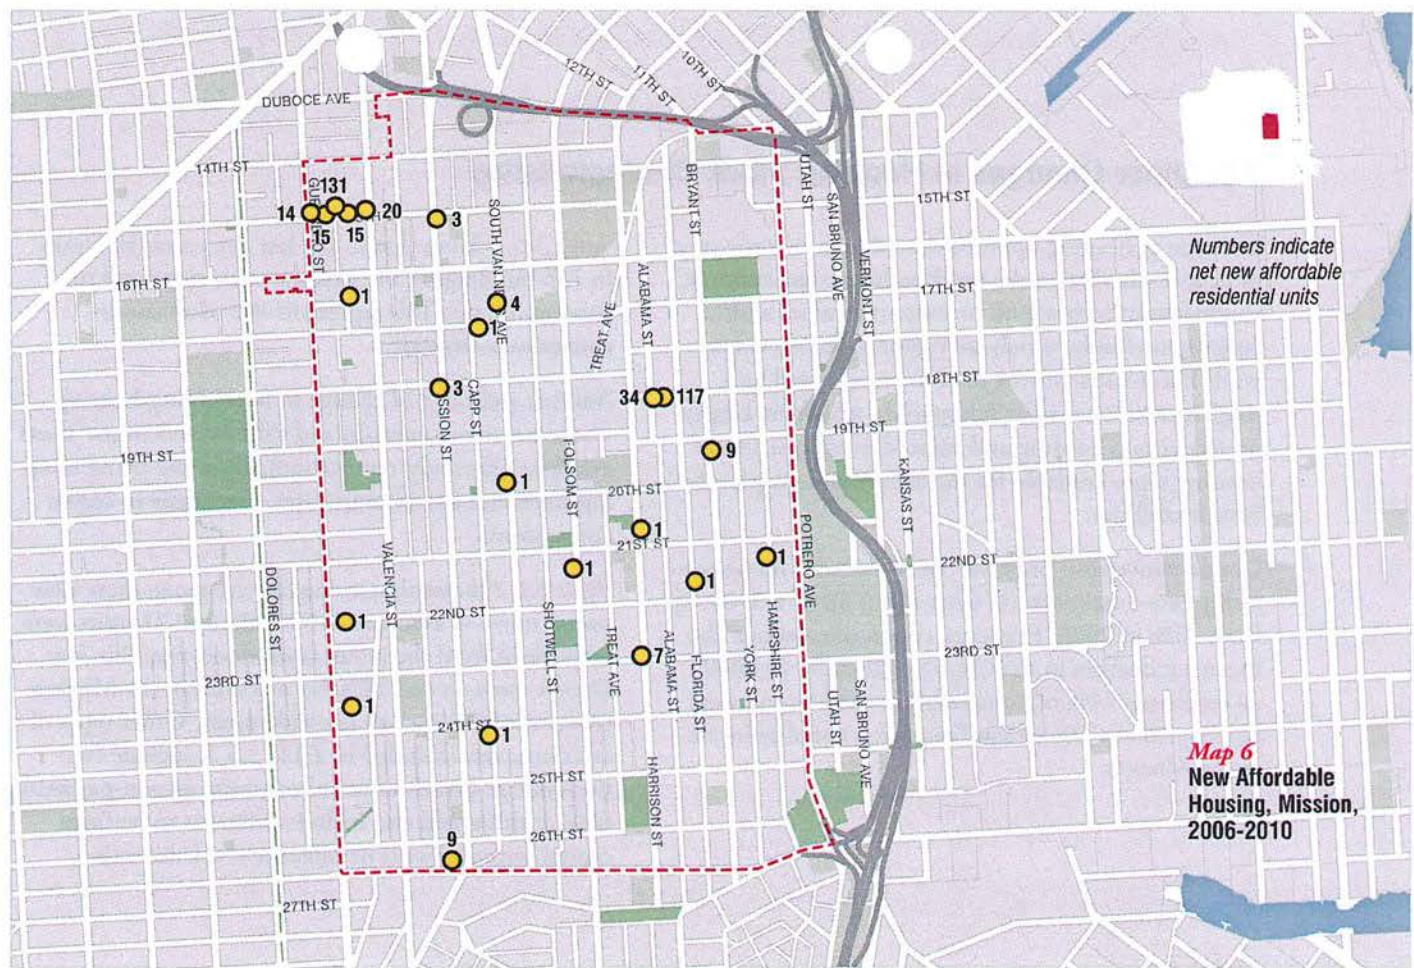 12TH ST
11TH ST
10TH ST
DUBOCE AVE
14TH ST
UTAH ST
BRYANT ST
15TH ST
SAN BRUNO AVE
131
14
20
3
15
15
SOUTH VAN NESS AVE
VERMONT ST
Numbers indicate
net new affordable
residential units
16TH ST
17TH ST
ALABAMA ST
1
4
1
TREAT AVE
18TH ST
3
CAPP ST
34
117
SSION ST
19TH ST
19TH ST
9
FOLSOM ST
KANSAS ST
1
20TH ST
POTRERO AVE
1
21ST ST
VALENCIA ST
1
1
1
22ND ST
DOLORES ST
22ND ST
SHOTWELL ST
HAMPSHIRE ST
1
TREAT AVE
7
ALABAMA ST
FLORIDA ST
YORK ST
23RD ST
23RD ST
UTAH ST
SAN BRUNO AVE
1
24TH ST
1
Map 6
New Affordable
Housing, Mission,
2006-2010
25TH ST
HARRISON ST
26TH ST
9
27TH ST